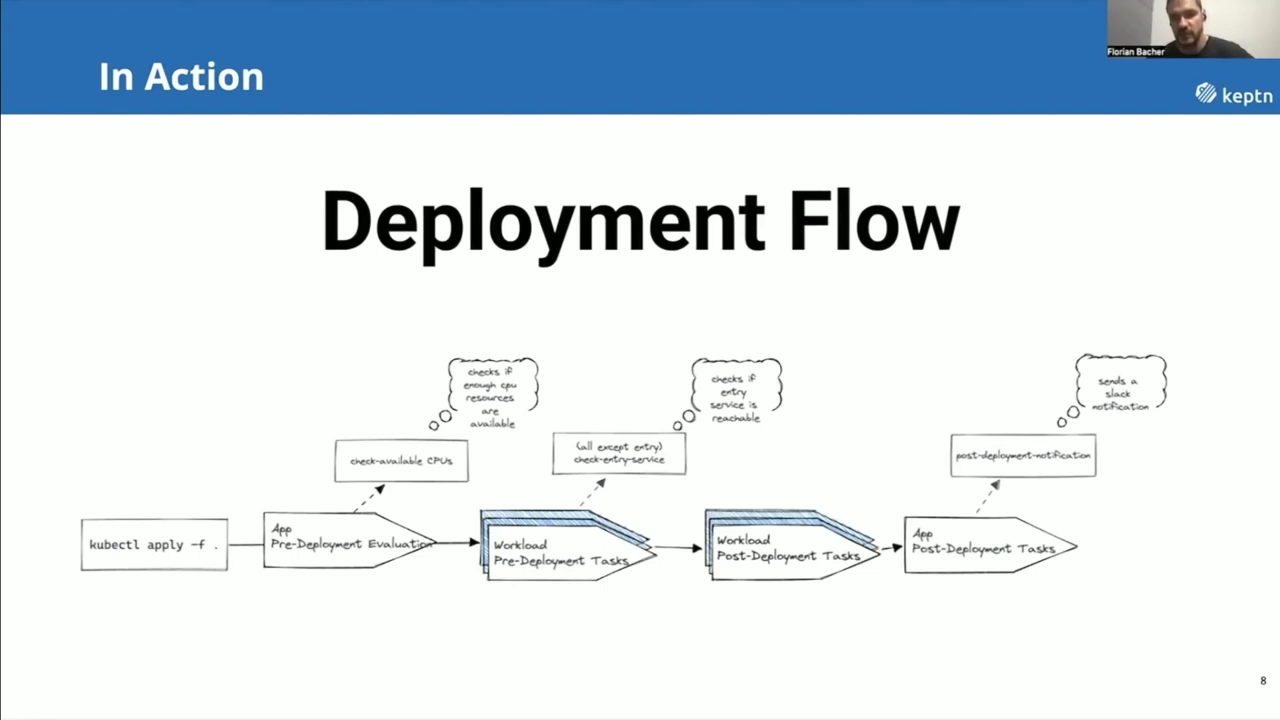 Florian Bacher
In Action
keptn
Deployment Flow
checks if
enough cpu
resources
are
available
checks if
entry
service is
reachable
sends a
slack
notification
check-available CPUs
(all except entry)
check-entry-service
post-deployment-notification
kubectl apply -f .
App
Pre-Deployment Evaluation
Workload
Pre-Deployment Tasks
Workload
Post-Deployment Tasks
App
Post-Deployment Tasks
8